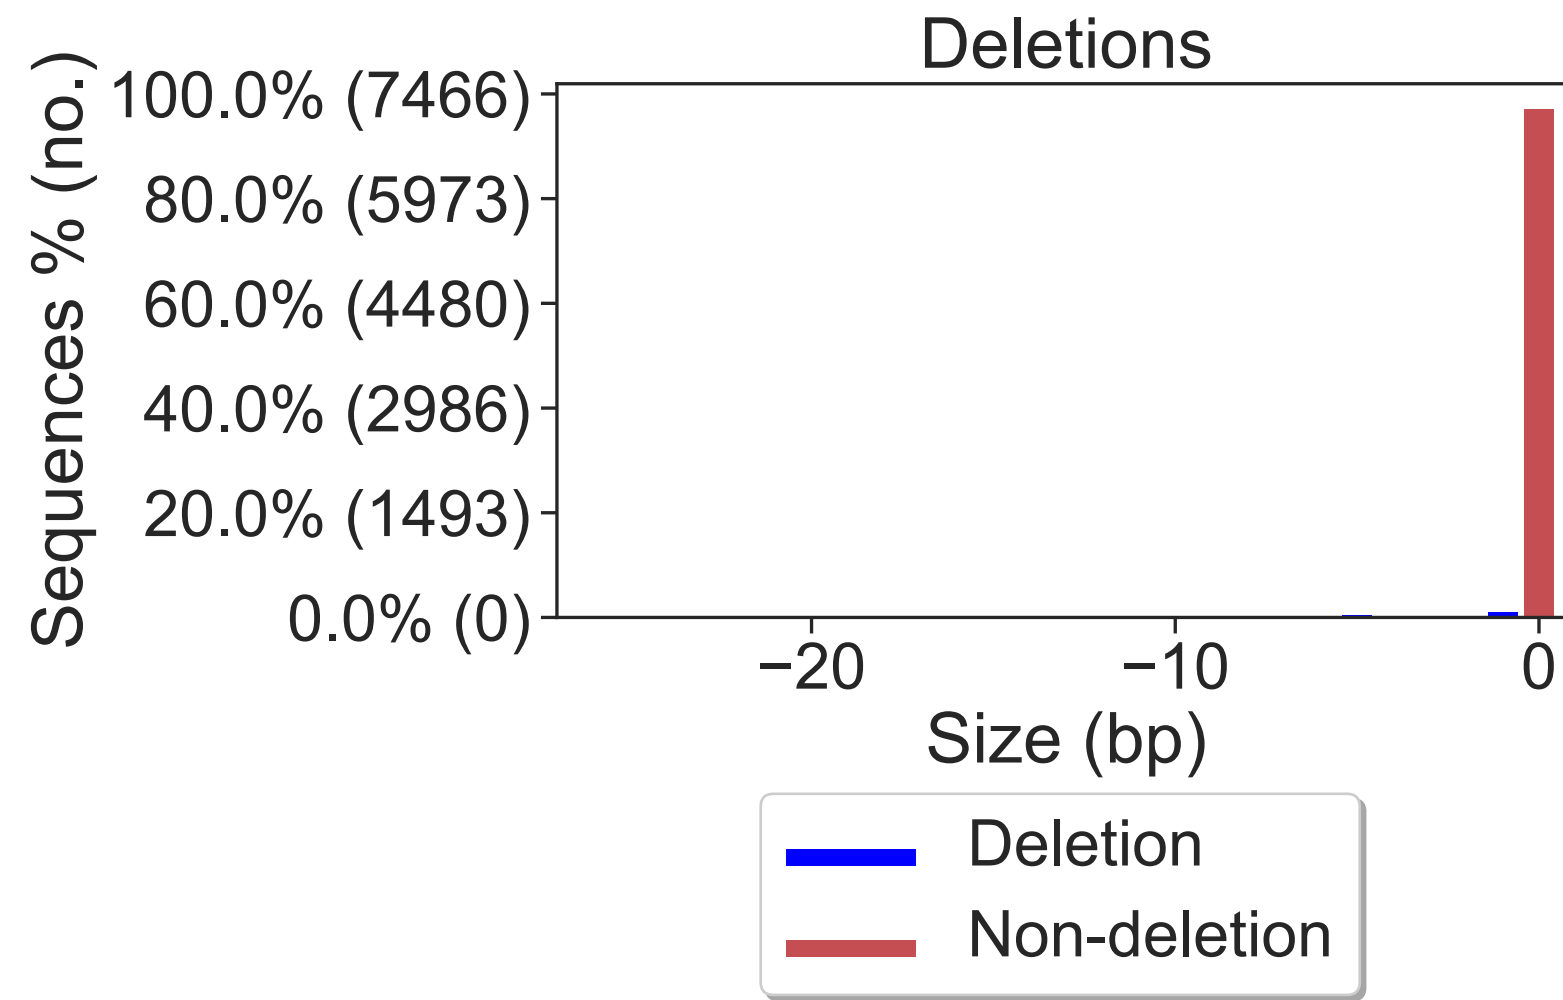 Deletions
Sequences % (no.)
100.0% (7466)
80.0% (5973)
60.0% (4480)
40.0% (2986)
20.0% (1493)
0.0% (0)
−20
−10
0
Size (bp)
Deletion
Non-deletion